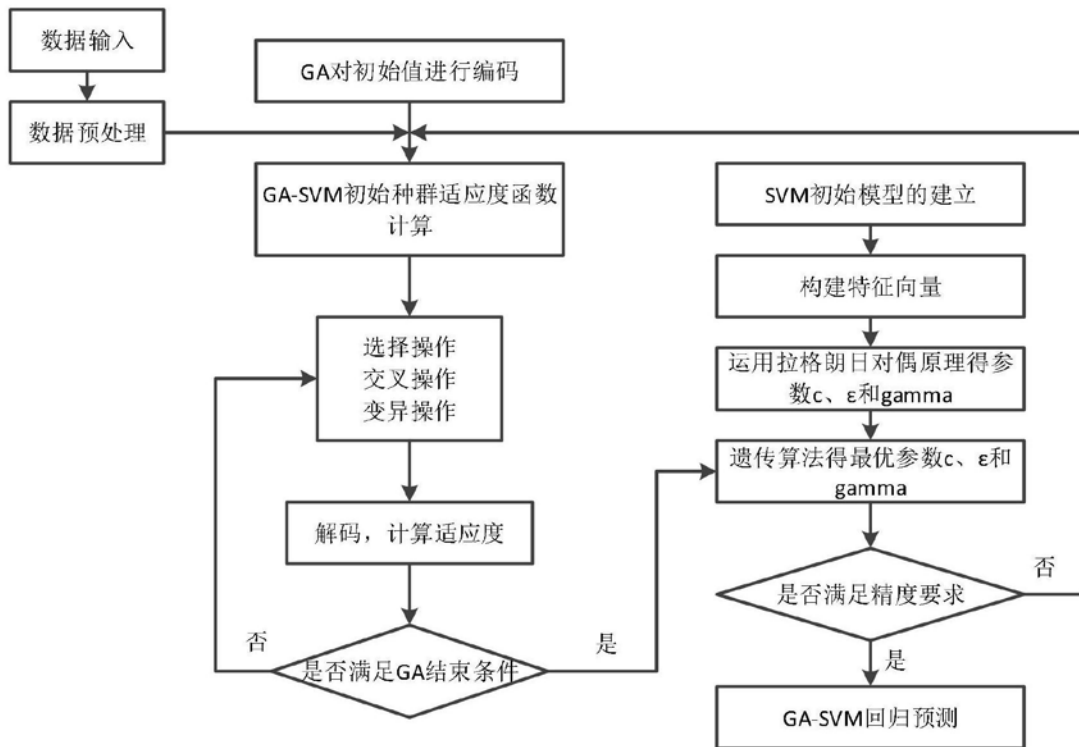 数据输入
数据预处理
GA对初始值进行编码
GA-SVM初始种群适应度函数
计算
选择操作
交叉操作
变异操作
解码，计算适应度
是否满足GA结束条件
否
是
SVM初始模型的建立
构建特征向量
运用拉格朗日对偶原理得参
数c、ε和gamma
遗传算法得最优参数c、ε和
gamma
是否满足精度要求
否
是
GA-SVM回归预测